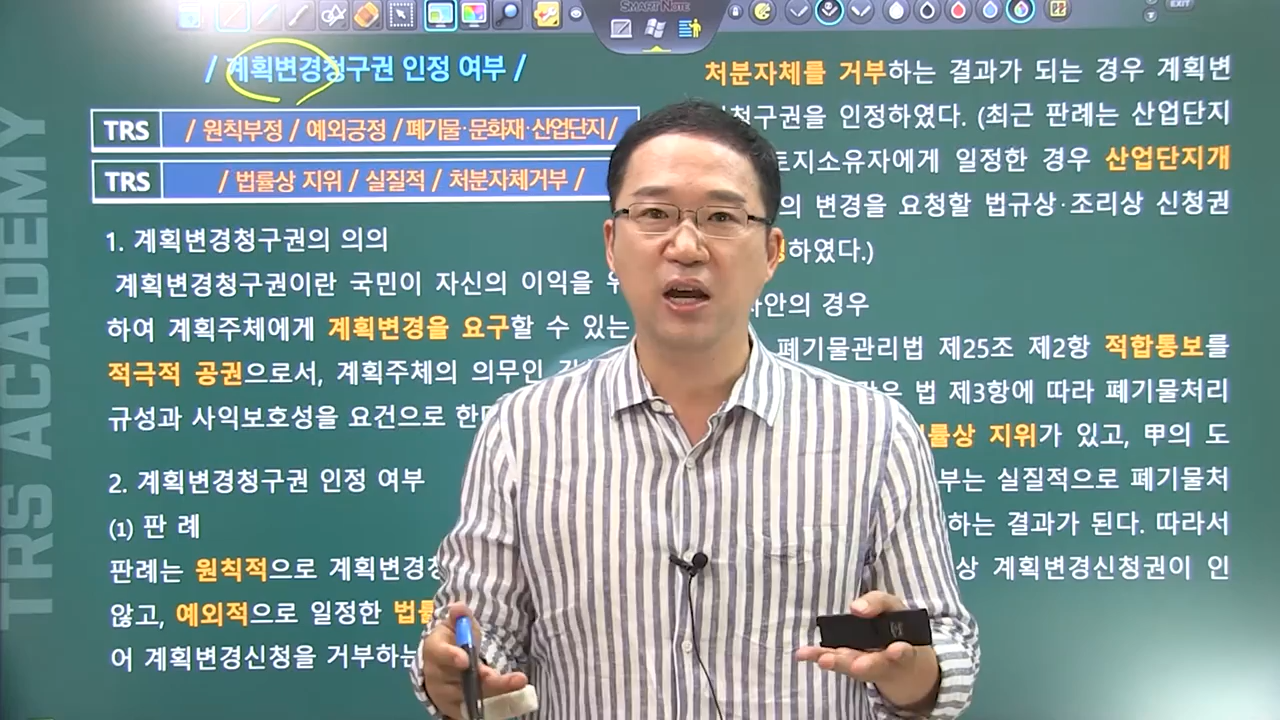 SMART NOTE
EXIT
TRS ACADEMY
/ 계획변경청구권 인정 여부 /
TRS / 원칙부정 / 예외긍정 / 폐기물·문화재·산업단지 /
TRS / 법률상 지위 / 실질적 / 처분자체거부 /
1. 계획변경청구권의 의의
계획변경청구권이란 국민이 자신의 이익을
하여 계획주체에게 계획변경을 요구할 수 있는
적극적 공권으로서, 계획주체의 의무인
규성과 사익보호성을 요건으로
2. 계획변경청구권 인정 여부
(1) 판 례
판례는 원칙적으로
않고, 예외적으로 일정한
어 계획변경신청을
처분자체를 거부하는 결과가 되는 경우 계획변
청구권을 인정하였다. (최근 판례는 산업단지
토지소유자에게 일정한 경우 산업단지개
의 변경을 요청할 법규상·조리상 신청권
하였다.)
사안의 경우
폐기물관리법 제25조 제2항 적합통보를
같은 법 제3항에 따라 폐기물처리
법률상 지위가 있고, 甲의 도
부는 실질적으로 폐기물처
하는 결과가 된다. 따라서
상 계획변경신청권이 인